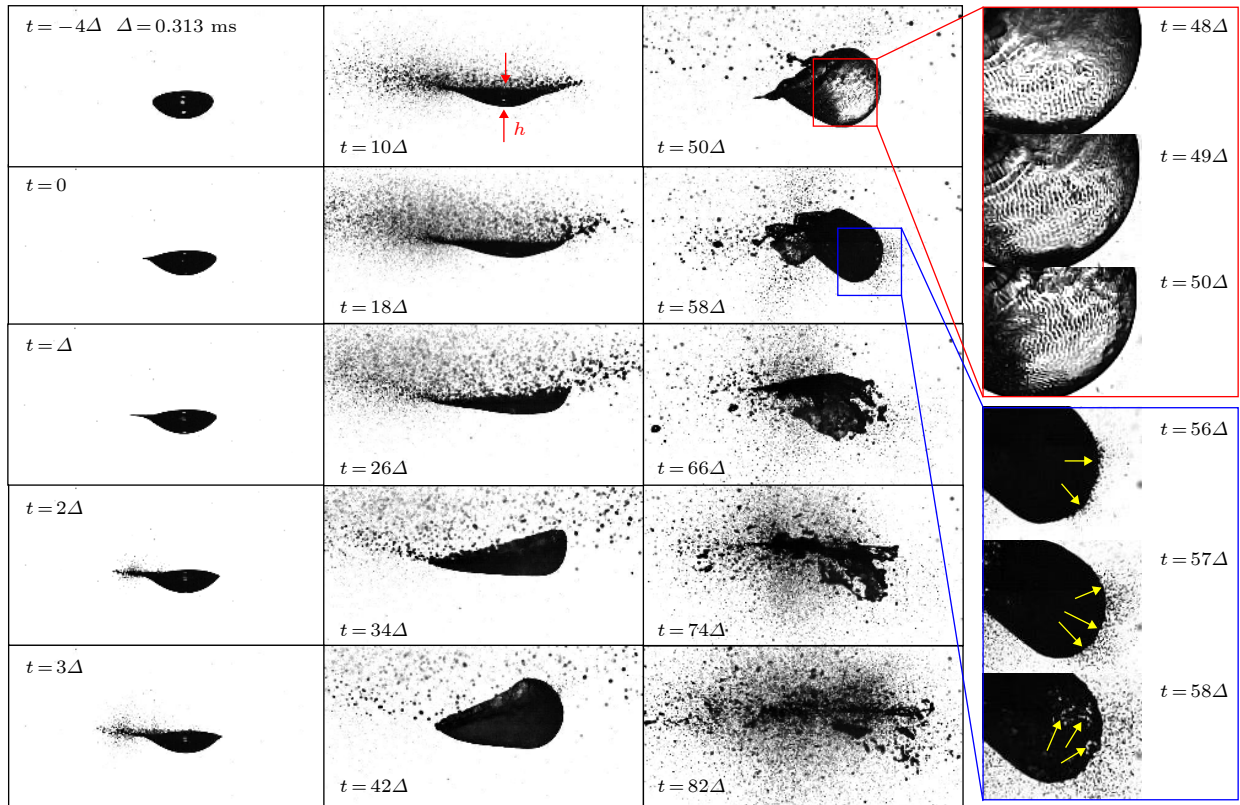 t = −4Δ Δ = 0.313 ms
t = 0
t = Δ
t = 2Δ
t = 3Δ
h
t = 10Δ
t = 18Δ
t = 26Δ
t = 34Δ
t = 42Δ
t = 50Δ
t = 58Δ
t = 66Δ
t = 74Δ
t = 82Δ
t = 48Δ
t = 49Δ
t = 50Δ
t = 56Δ
t = 57Δ
t = 58Δ